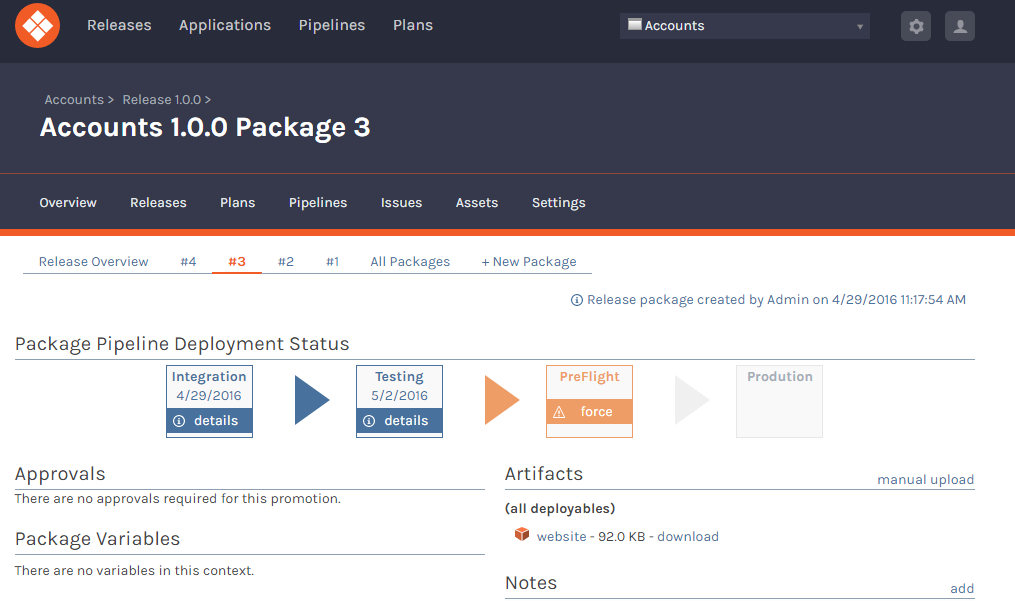 Releases Applications Pipelines Plans Accounts
Accounts > Release 1.0.0 >
Accounts 1.0.0 Package 3
Overview Releases Plans Pipelines Issues Assets Settings
Release Overview #4 #3 #2 #1 All Packages + New Package
Release package created by Admin on 4/29/2016 11:17:54 AM
Package Pipeline Deployment Status
Integration Testing PreFlight Prodution
4/29/2016 5/2/2016
details details force
Approvals
There are no approvals required for this promotion.
Package Variables
There are no variables in this context.
Artifacts manual upload
(all deployables)
website - 92.0 KB - download
Notes add